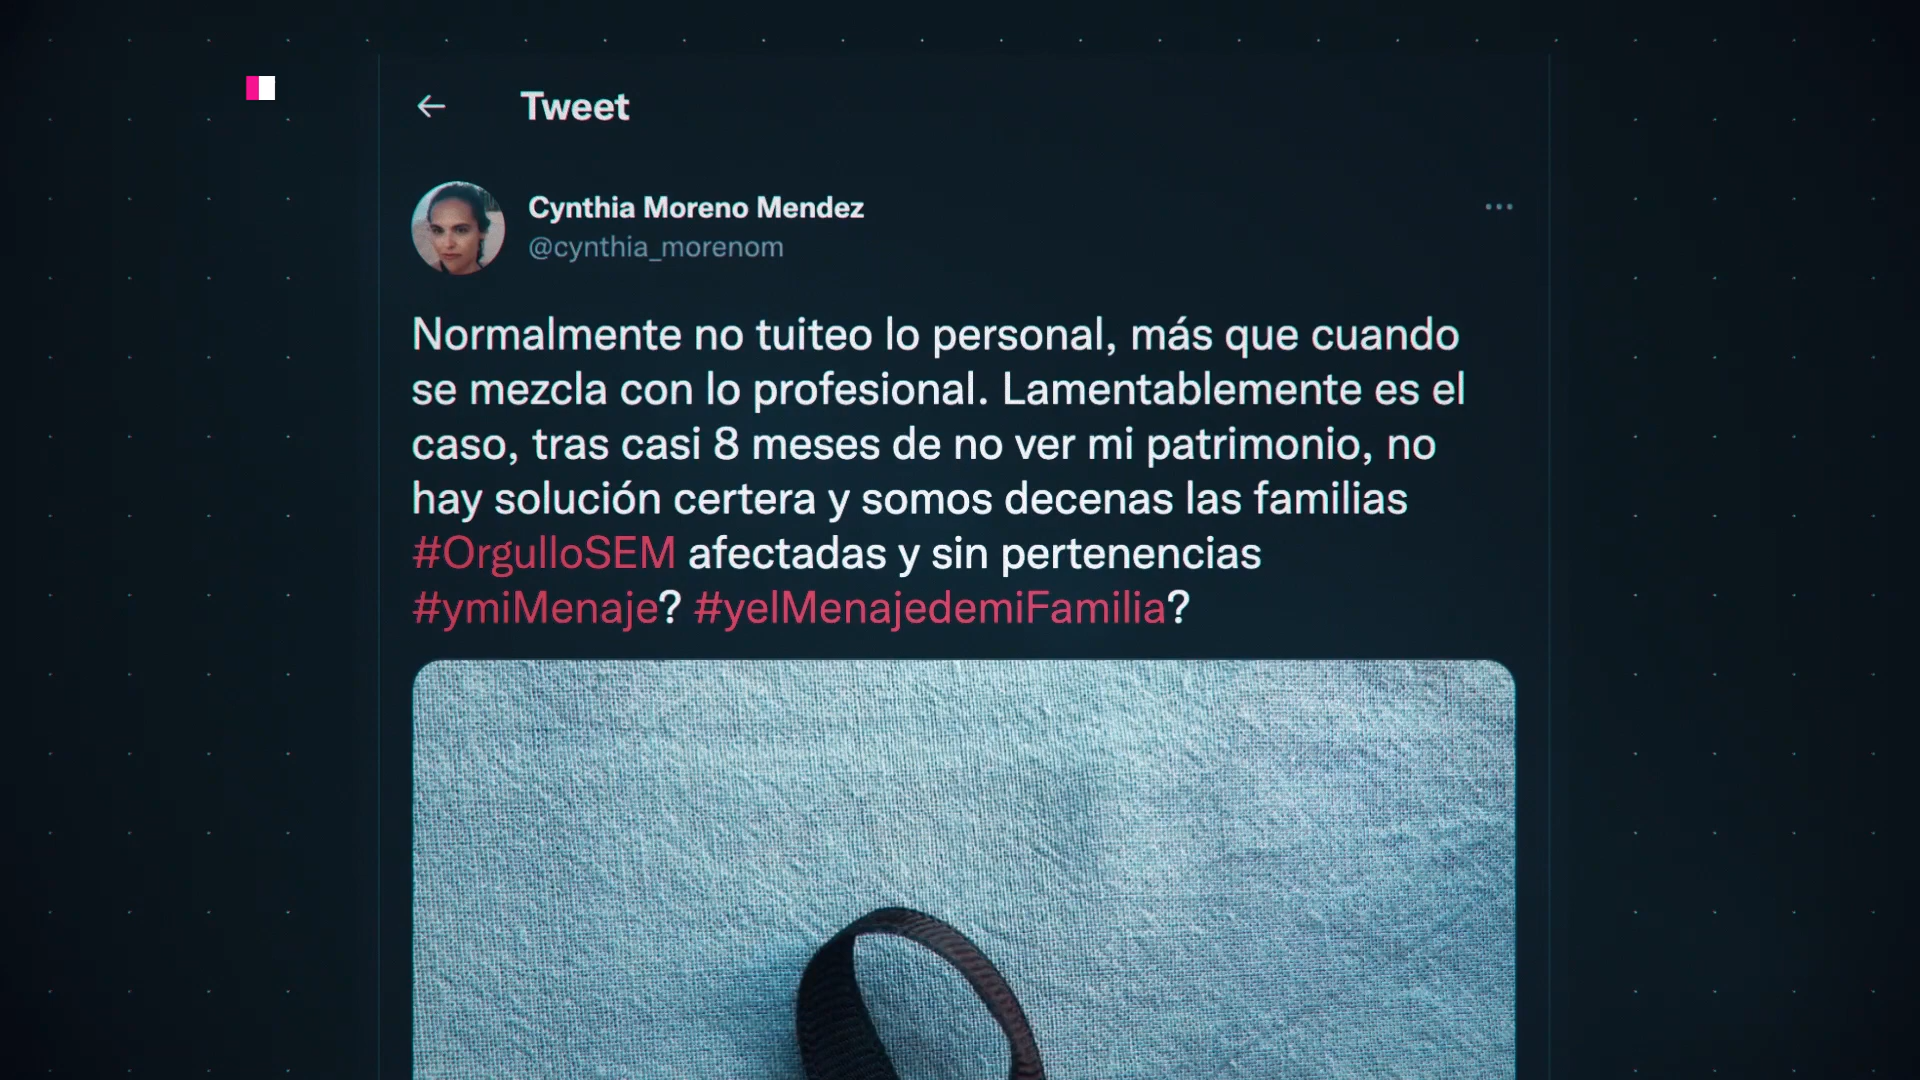 Tweet
Cynthia Moreno Mendez
@cynthia_morenom
Normalmente no tuiteo lo personal, más que cuando
se mezcla con lo profesional. Lamentablemente es el
caso, tras casi 8 meses de no ver mi patrimonio, no
hay solución certera y somos decenas las familias
#OrgulloSEM afectadas y sin pertenencias
#ymiMenaje? #yelMenajedemiFamilia?